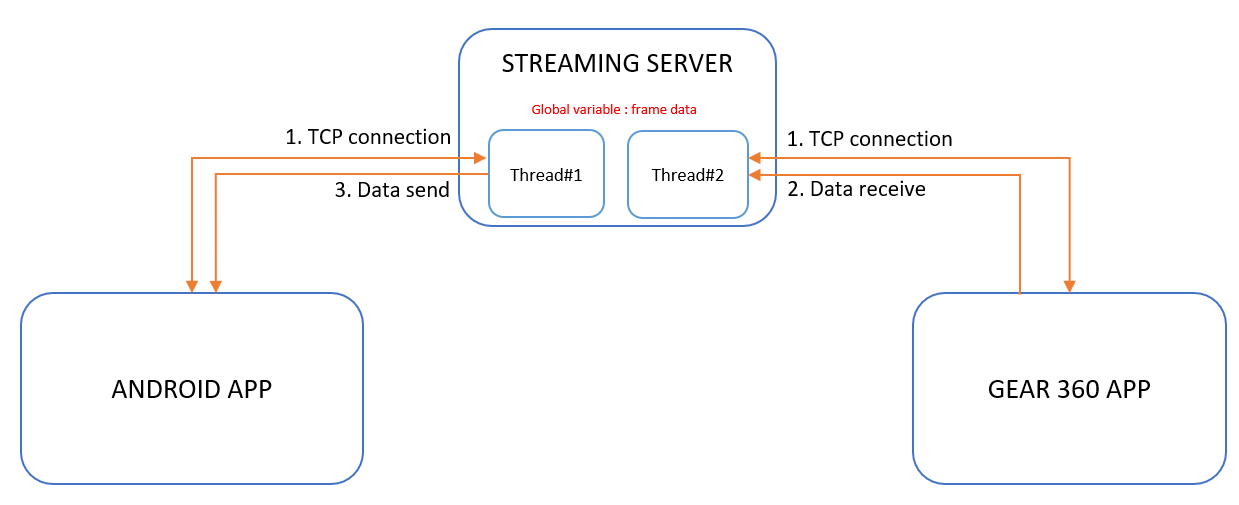 STREAMING SERVER
Global variable : frame data
1. TCP connection
1. TCP connection
Thread#1
Thread#2
3. Data send
2. Data receive
ANDROID APP
GEAR 360 APP